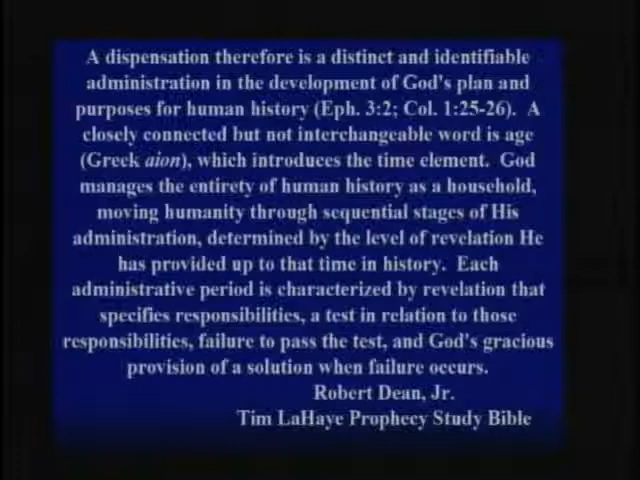 A dispensation therefore is a distinct and identifiable
administration in the development of God's plan and
purposes for human history (Eph. 3:2; Col. 1:25-26). A
closely connected but not interchangeable word is age
(Greek aion), which introduces the time element. God
manages the entirety of human history as a household,
moving humanity through sequential stages of His
administration, determined by the level of revelation He
has provided up to that time in history. Each
administrative period is characterized by revelation that
specifies responsibilities, a test in relation to those
responsibilities, failure to pass the test, and God's gracious
provision of a solution when failure occurs.
Robert Dean, Jr.
Tim LaHaye Prophecy Study Bible